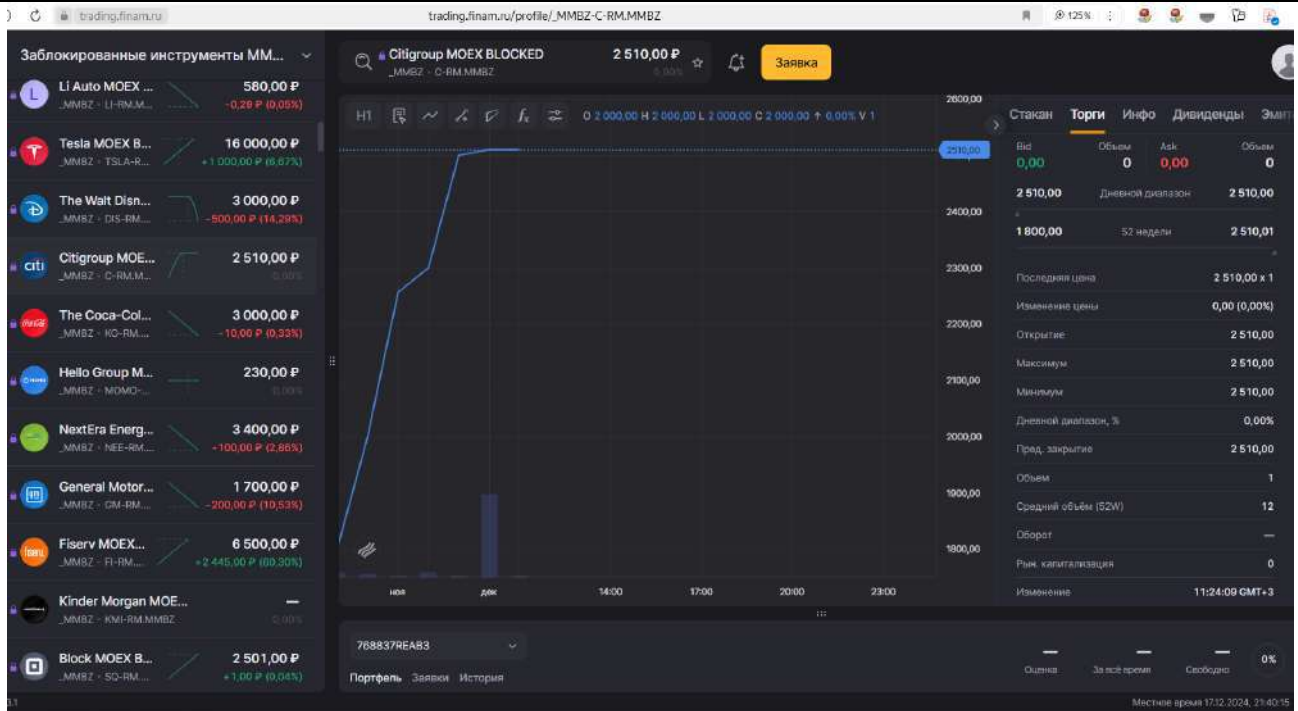 trading.finam.ru
trading.finam.ru/profile/_MMBZ-C-RM.MMBZ
125 %
Заблокированные инструменты MM...
Li Auto MOEX ...
580,00 ₽
_MMBZ · LI-RM.M...
-0,29 ₽ (0,05%)
Tesla MOEX B...
16 000,00 ₽
_MMBZ · TSLA-R...
+1 000,00 ₽ (6,67%)
The Walt Disn...
3 000,00 ₽
_MMBZ · DIS-RM....
-500,00 ₽ (14,29%)
citi
Citigroup MOE...
2 510,00 ₽
_MMBZ · C-RM.M...
0,00%
The Coca-Col...
3 000,00 ₽
_MMBZ · KO-RM....
-10,00 ₽ (0,33%)
Hello Group M...
230,00 ₽
_MMBZ · MOMO-...
0,00%
NextEra Energ...
3 400,00 ₽
_MMBZ · NEE-RM....
-100,00 ₽ (2,86%)
General Motor...
1 700,00 ₽
_MMBZ · GM-RM....
-200,00 ₽ (10,53%)
fiserv.
Fiserv MOEX...
6 500,00 ₽
_MMBZ · FI-RM....
+2 445,00 ₽ (60,30%)
Kinder Morgan MOE...
—
_MMBZ · KMI-RM.MMBZ
0,00%
Block MOEX B...
2 501,00 ₽
_MMBZ · SQ-RM....
+1,00 ₽ (0,04%)
Citigroup MOEX BLOCKED
2 510,00 ₽
_MMBZ · C-RM.MMBZ
0,00%
Заявка
H1
O 2 000,00 H 2 000,00 L 2 000,00 C 2 000,00 ↑ 0,00% V 1
2600,00
2510,00
2400,00
2300,00
2200,00
2100,00
2000,00
1900,00
1800,00
ноя
дек
14:00
17:00
20:00
23:00
Стакан Торги Инфо Дивиденды Эмит
Bid Объем Ask Объем
0,00 0 0,00 0
2 510,00 Дневной диапазон 2 510,00
1 800,00 52 недели 2 510,01
Последняя цена 2 510,00 x 1
Изменение цены 0,00 (0,00%)
Открытие 2 510,00
Максимум 2 510,00
Минимум 2 510,00
Дневной диапазон, % 0,00%
Пред. закрытие 2 510,00
Объем 1
Средний объём (52W) 12
Оборот —
Рын. капитализация 0
Изменение 11:24:09 GMT+3
768837REAB3
Портфель Заявки История
— — — 0%
Оценка За всё время Свободно
Местное время 17.12.2024, 21:40:15